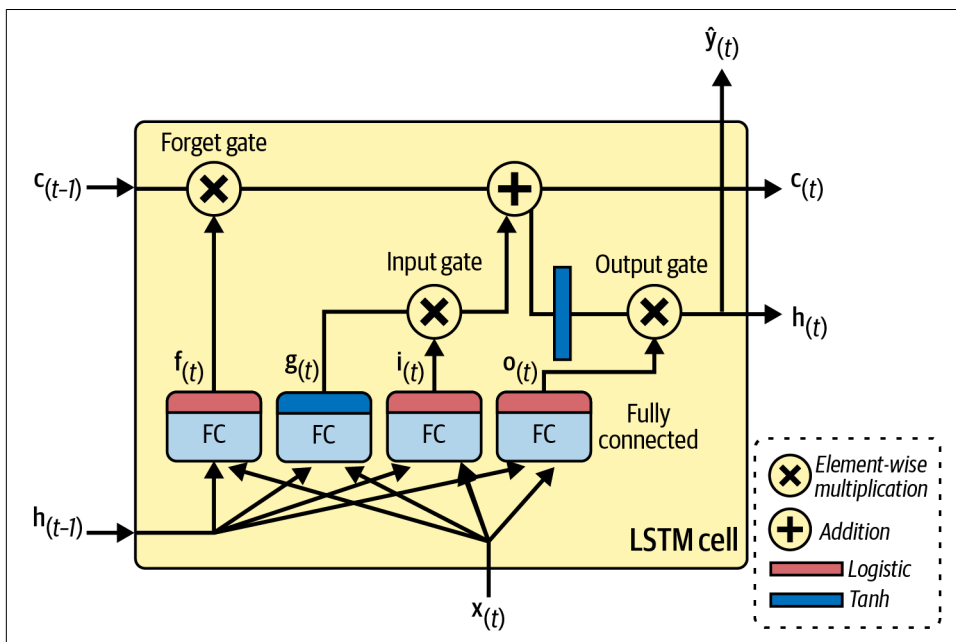 ŷ(t)
Forget gate
c(t–1)
c(t)
Input gate
Output gate
h(t)
f(t)
g(t)
i(t)
o(t)
FC
FC
FC
FC
Fully
connected
h(t–1)
LSTM cell
x(t)
Element-wise
multiplication
Addition
Logistic
Tanh